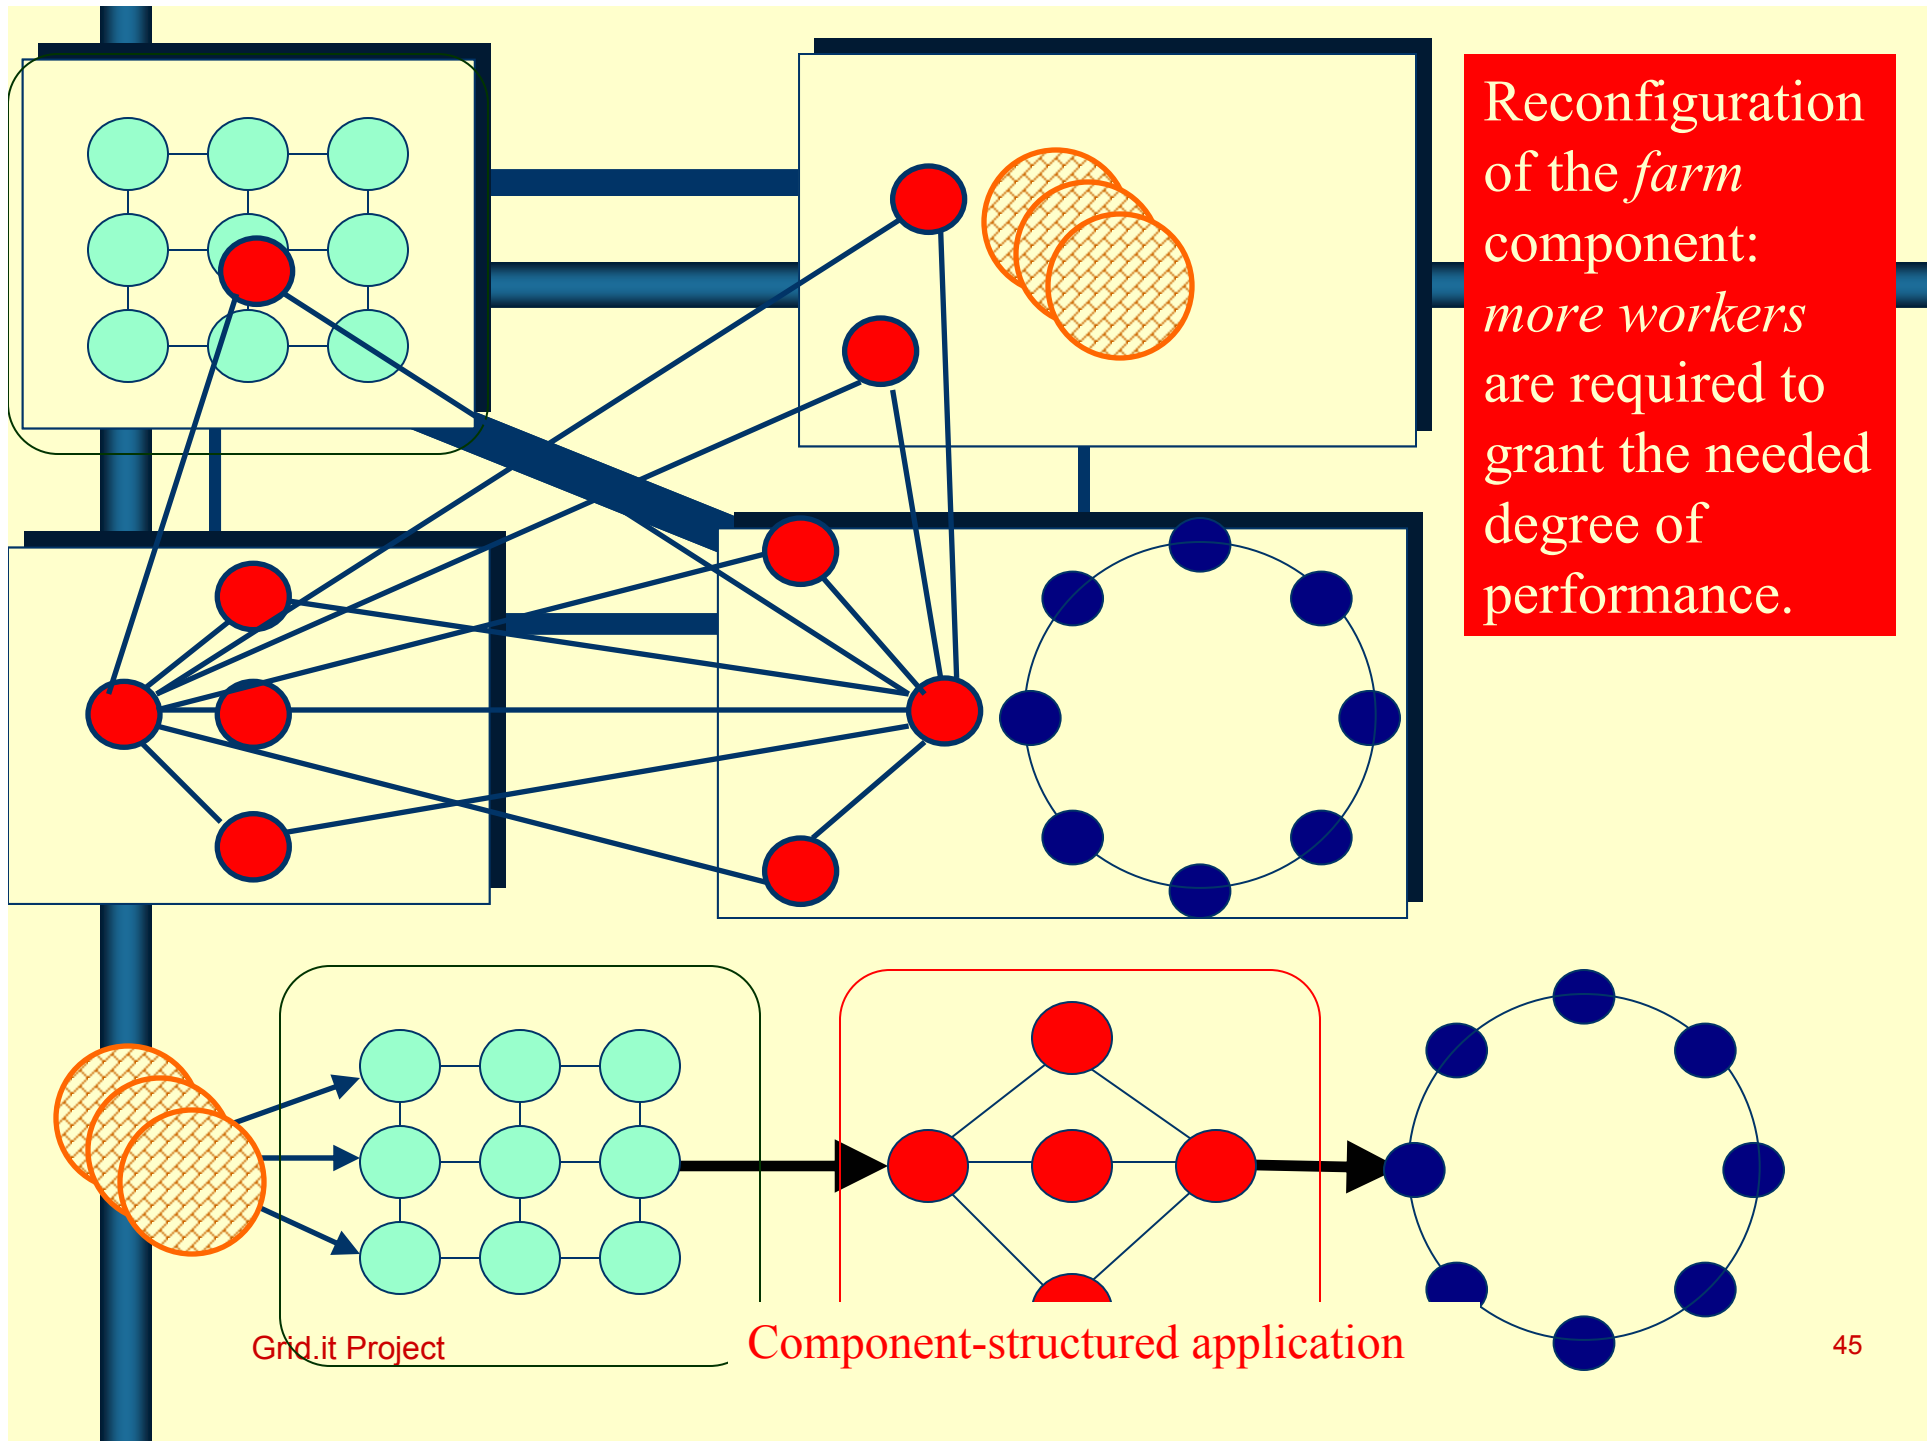 Reconfiguration
of the farm
component:
more workers
are required to
grant the needed
degree of
performance.
Grid.it Project
Component-structured application
45